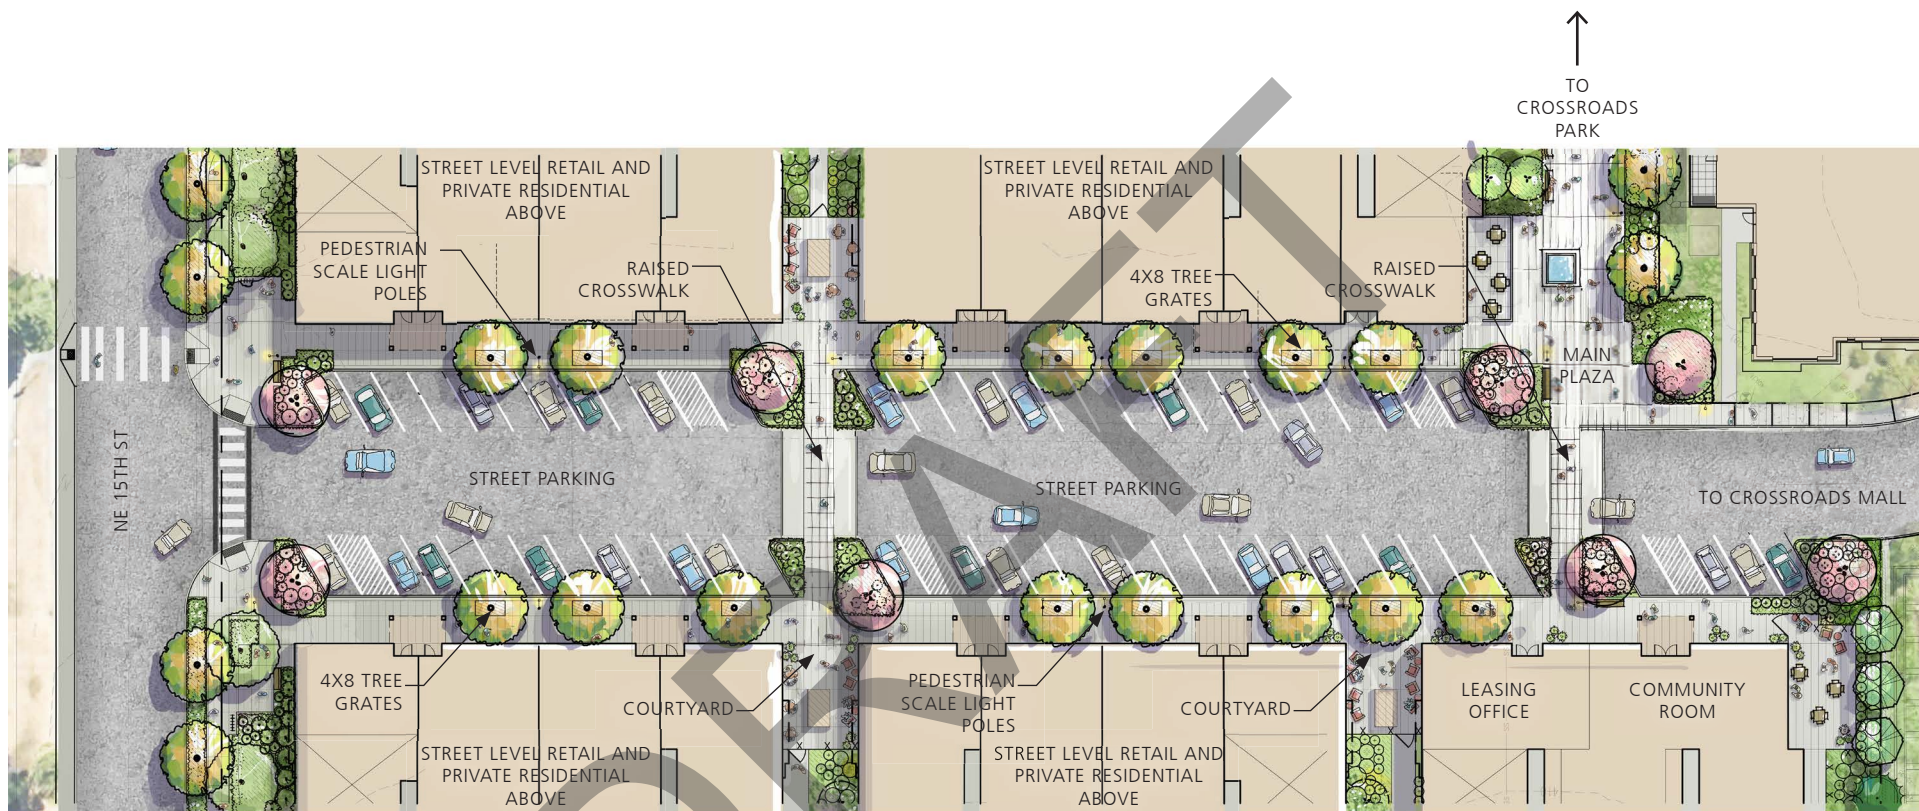 TO
CROSSROADS
PARK
STREET LEVEL RETAIL AND
PRIVATE RESIDENTIAL
ABOVE
STREET LEVEL RETAIL AND
PRIVATE RESIDENTIAL
ABOVE
PEDESTRIAN
SCALE LIGHT
POLES
RAISED
CROSSWALK
4X8 TREE
GRATES
RAISED
CROSSWALK
MAIN
PLAZA
NE 15TH ST
STREET PARKING
STREET PARKING
TO CROSSROADS MALL
4X8 TREE
GRATES
COURTYARD
PEDESTRIAN
SCALE LIGHT
POLES
COURTYARD
LEASING
OFFICE
COMMUNITY
ROOM
STREET LEVEL RETAIL AND
PRIVATE RESIDENTIAL
ABOVE
STREET LEVEL RETAIL AND
PRIVATE RESIDENTIAL
ABOVE
DRAFT